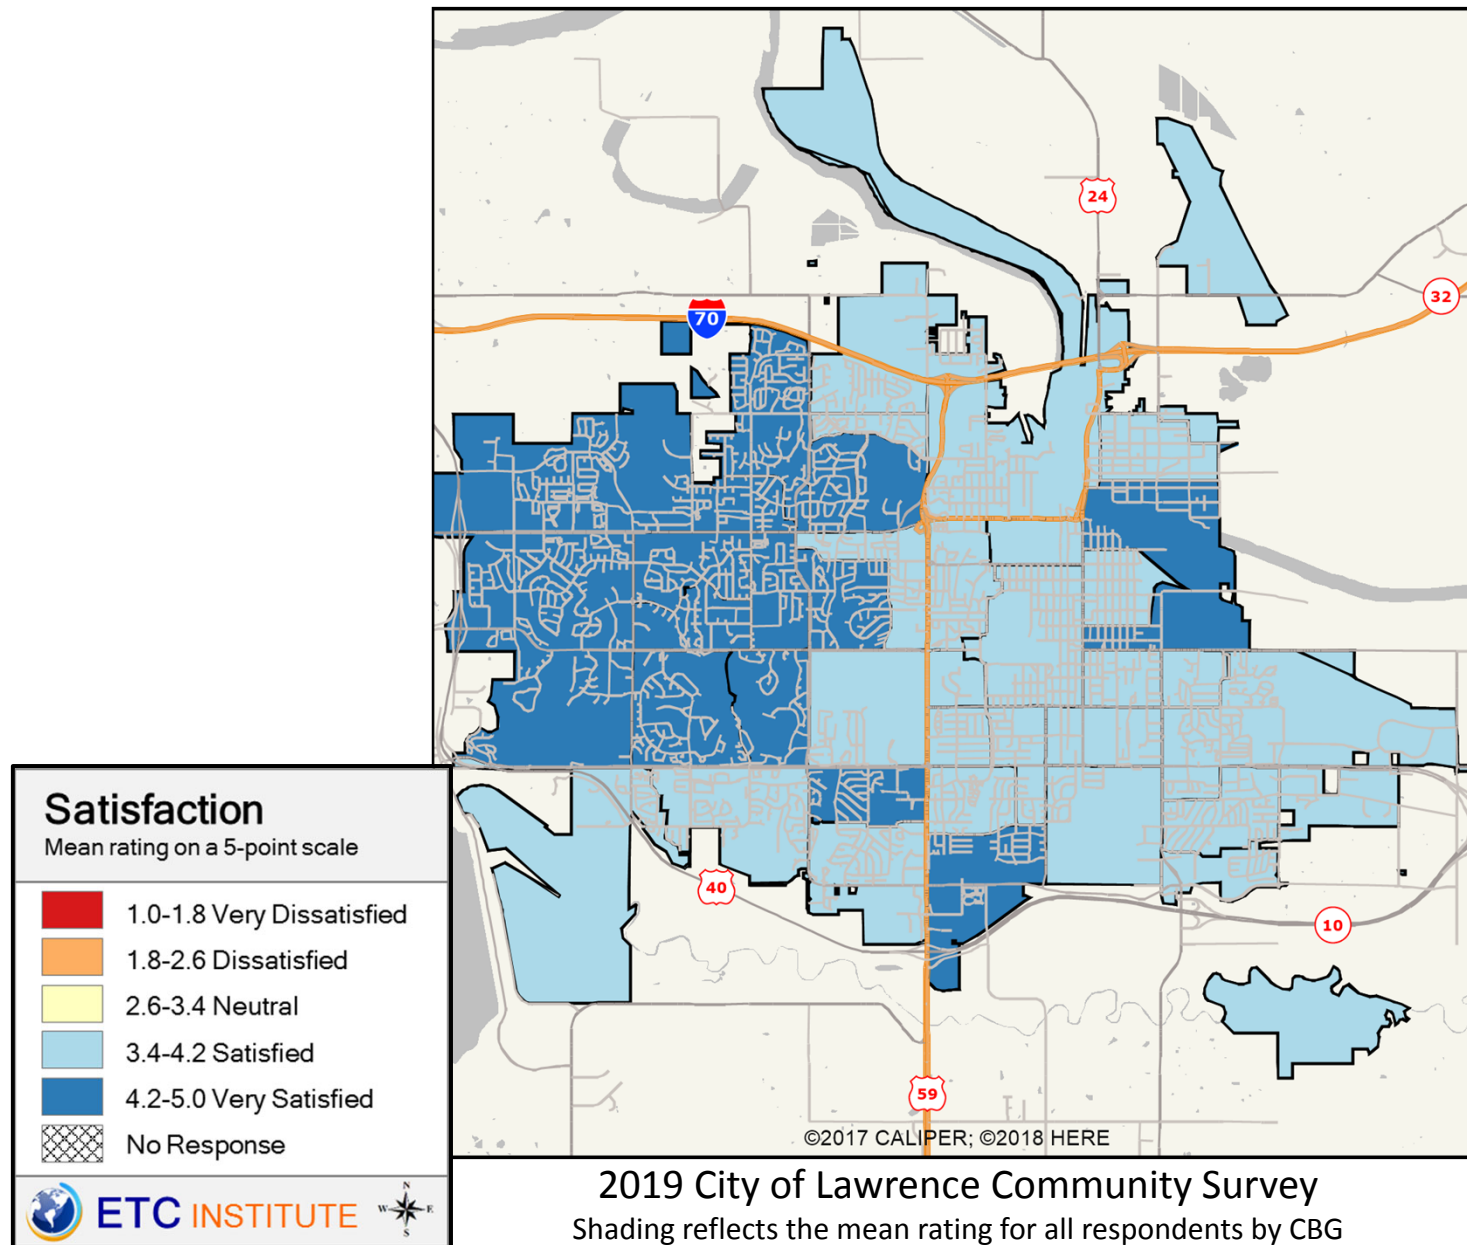 24
32
70
40
10
59
©2017 CALIPER; ©2018 HERE
Satisfaction
Mean rating on a 5-point scale
1.0-1.8 Very Dissatisfied
1.8-2.6 Dissatisfied
2.6-3.4 Neutral
3.4-4.2 Satisfied
4.2-5.0 Very Satisfied
No Response
ETC INSTITUTE
N
W E
S
2019 City of Lawrence Community Survey
Shading reflects the mean rating for all respondents by CBG